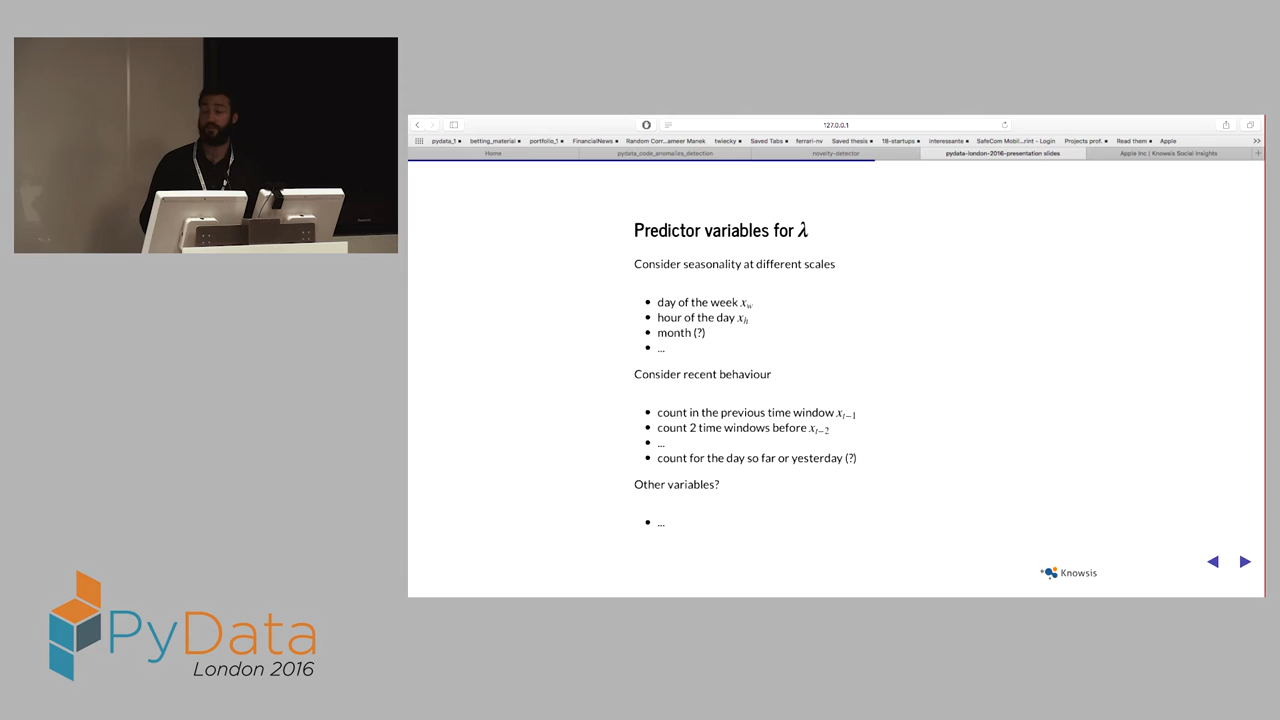 127.0.0.1
pydata_1
betting_material
portfolio_1
FinancialNews
Random Corr...ameer Manek
twiecky
Saved Tabs
ferrari-nv
Saved thesis
18-startups
interessante
SafeCom Mobil...rint - Login
Projects prof.
Read them
Apple
Home
pydata_code_anomalies_detection
novelty-detector
pydata-london-2016-presentation slides
Apple Inc | Knowsis Social Insights
Predictor variables for λ
Consider seasonality at different scales
• day of the week x_w
• hour of the day x_h
• month (?)
• ...
Consider recent behaviour
• count in the previous time window x_{t−1}
• count 2 time windows before x_{t−2}
• ...
• count for the day so far or yesterday (?)
Other variables?
• ...
Knowsis
PyData
London 2016